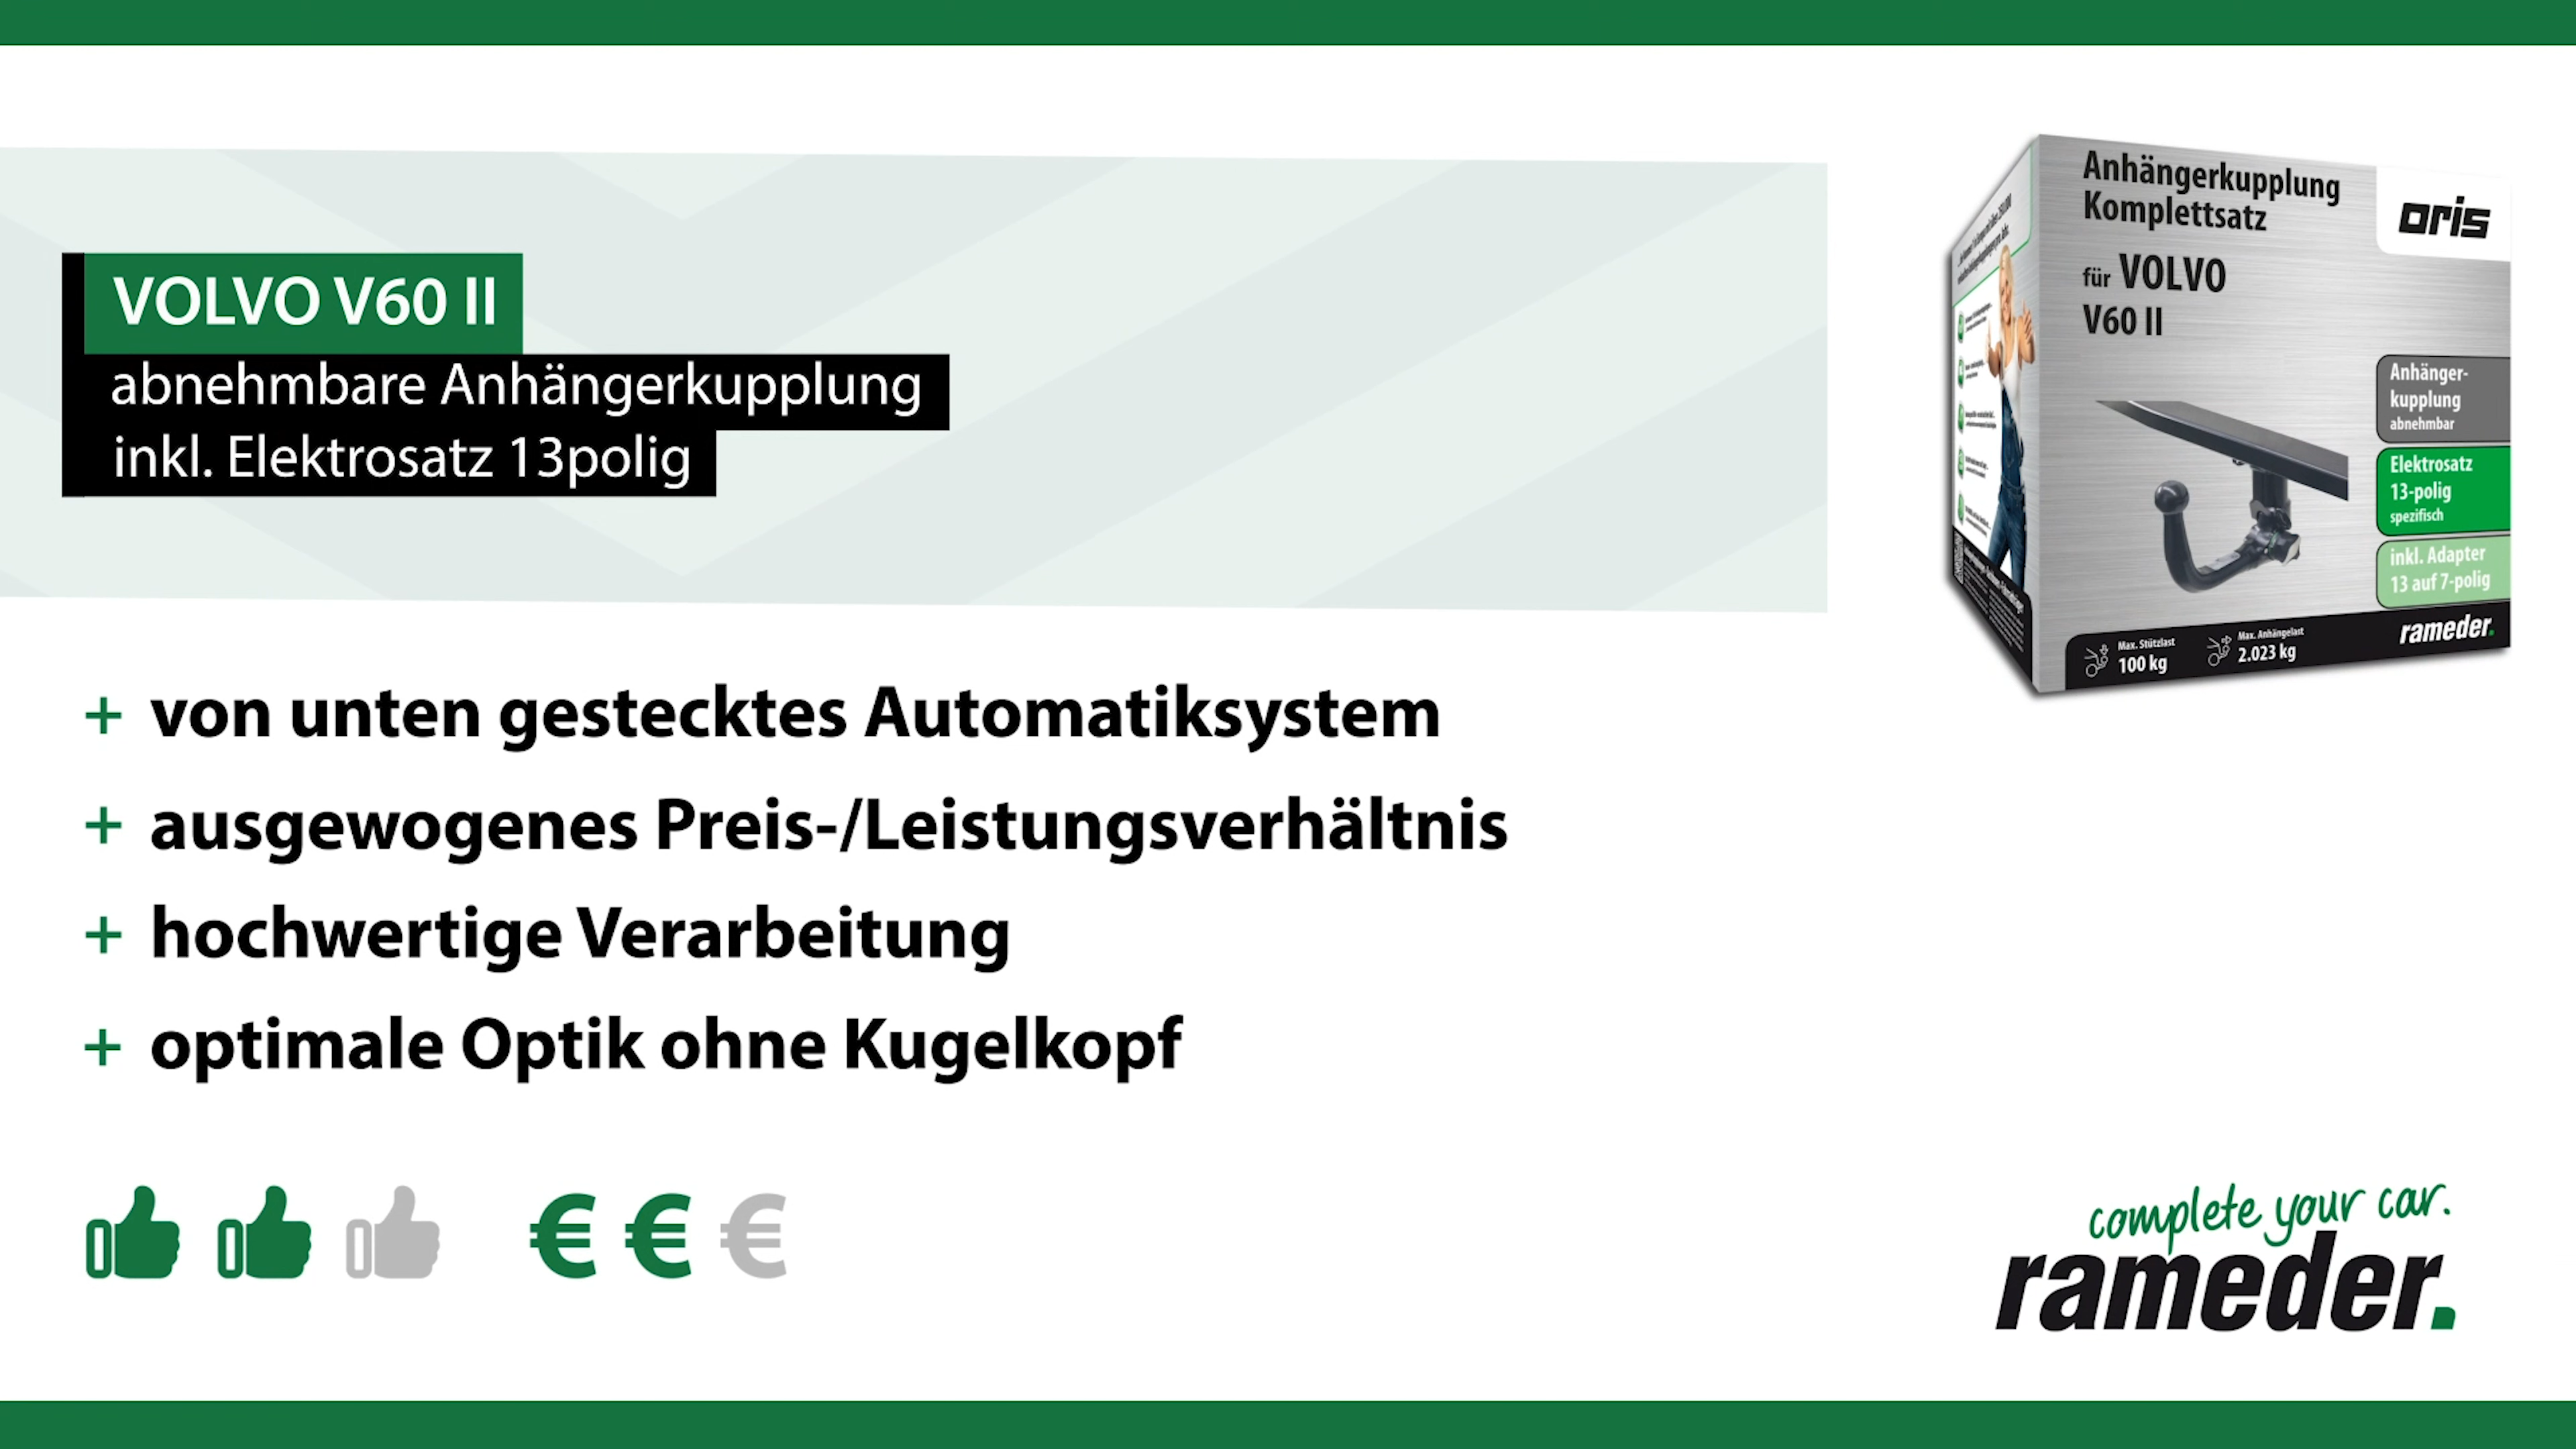 VOLVO V60 II
abnehmbare Anhängerkupplung
inkl. Elektrosatz 13polig
+ von unten gestecktes Automatiksystem
+ ausgewogenes Preis-/Leistungsverhältnis
+ hochwertige Verarbeitung
+ optimale Optik ohne Kugelkopf
€ € €
Anhängerkupplung
Komplettsatz
oris
für VOLVO
V60 II
Anhänger-
kupplung
abnehmbar
Elektrosatz
13-polig
spezifisch
inkl. Adapter
13 auf 7-polig
Max. Stützlast
100 kg
Max. Anhängelast
2.023 kg
rameder.
complete your car.
rameder.